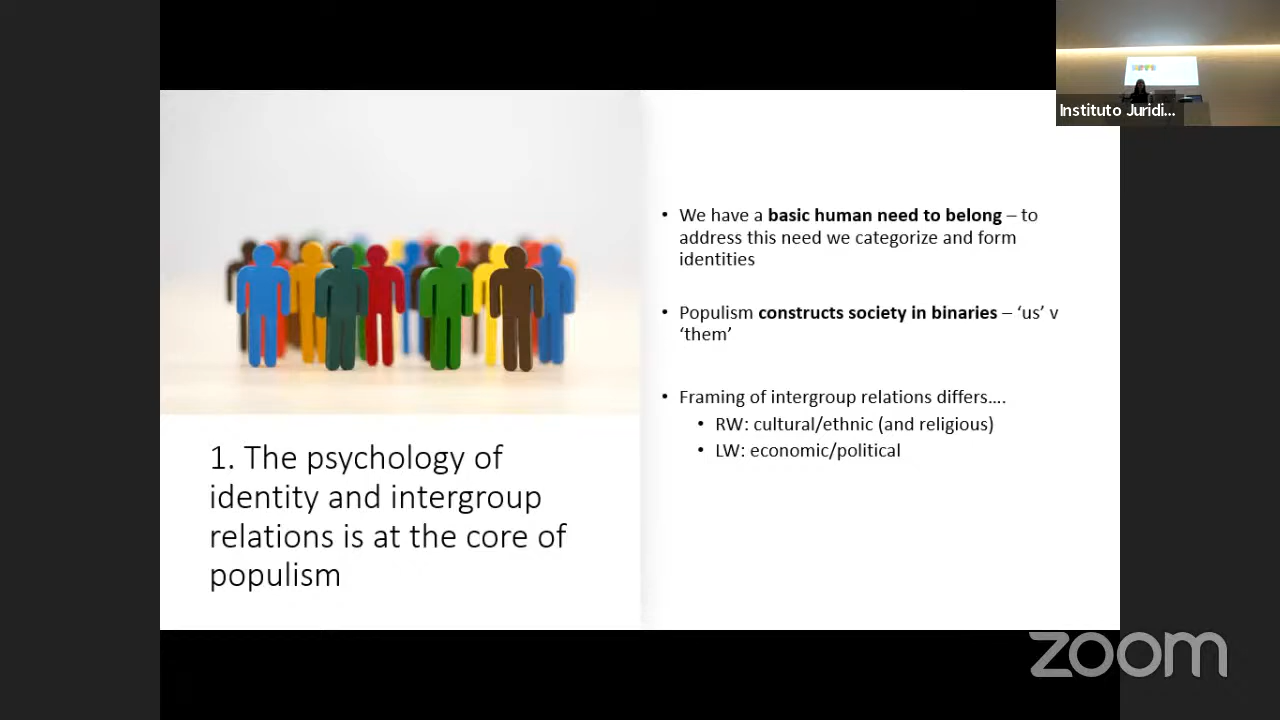 Instituto Juridi...
• We have a basic human need to belong – to
address this need we categorize and form
identities
• Populism constructs society in binaries – ‘us’ v
‘them’
• Framing of intergroup relations differs....
• RW: cultural/ethnic (and religious)
• LW: economic/political
1. The psychology of
identity and intergroup
relations is at the core of
populism
zoom